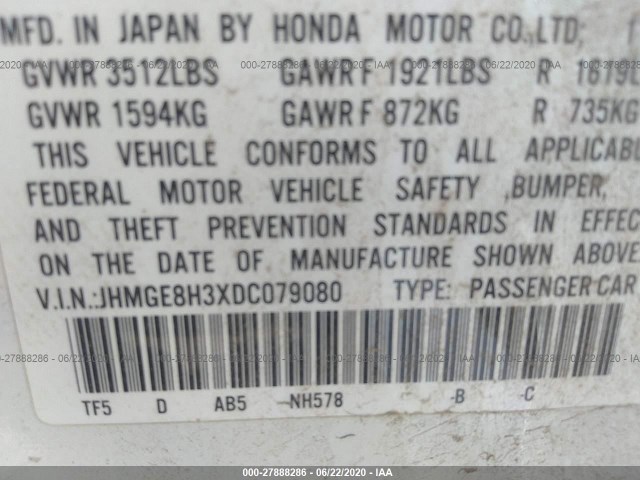 MFD. IN JAPAN BY HONDA MOTOR CO.,LTD;
GVWR 3512LBS GAWR F 1921LBS R
GVWR 1594KG GAWR F 872KG R 735KG
THIS VEHICLE CONFORMS TO ALL APPLICABL
FEDERAL MOTOR VEHICLE SAFETY ,BUMPER,
AND THEFT PREVENTION STANDARDS IN EFFEC
ON THE DATE OF MANUFACTURE SHOWN ABOVE
V.I.N.:JHMGE8H3XDC079080 TYPE: PASSENGER CAR
TF5 D AB5 -NH578 -B -C
000-27888286 - 06/22/2020 - IAA